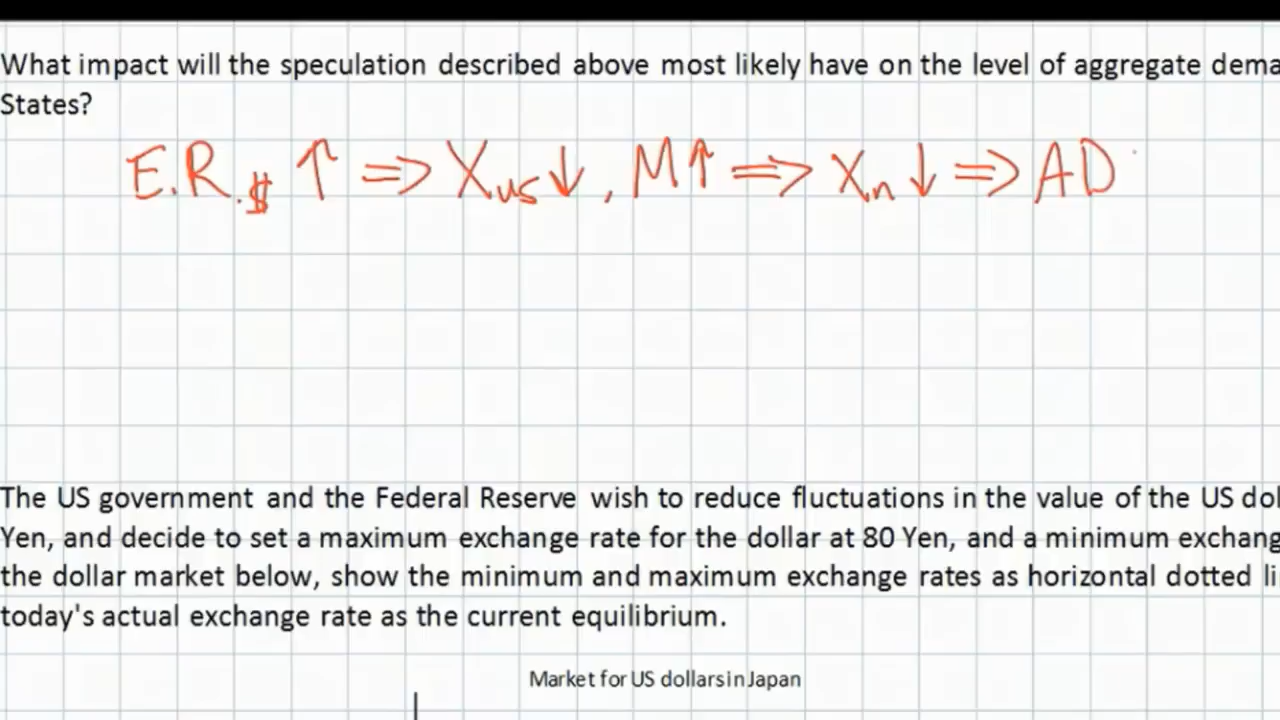 What impact will the speculation described above most likely have on the level of aggregate dema
States?
E.R.$ ↑ ⇒ Xus↓, M↑ ⇒ Xn↓ ⇒ AD
The US government and the Federal Reserve wish to reduce fluctuations in the value of the US dol
Yen, and decide to set a maximum exchange rate for the dollar at 80 Yen, and a minimum exchang
the dollar market below, show the minimum and maximum exchange rates as horizontal dotted li
today's actual exchange rate as the current equilibrium.
Market for US dollars in Japan